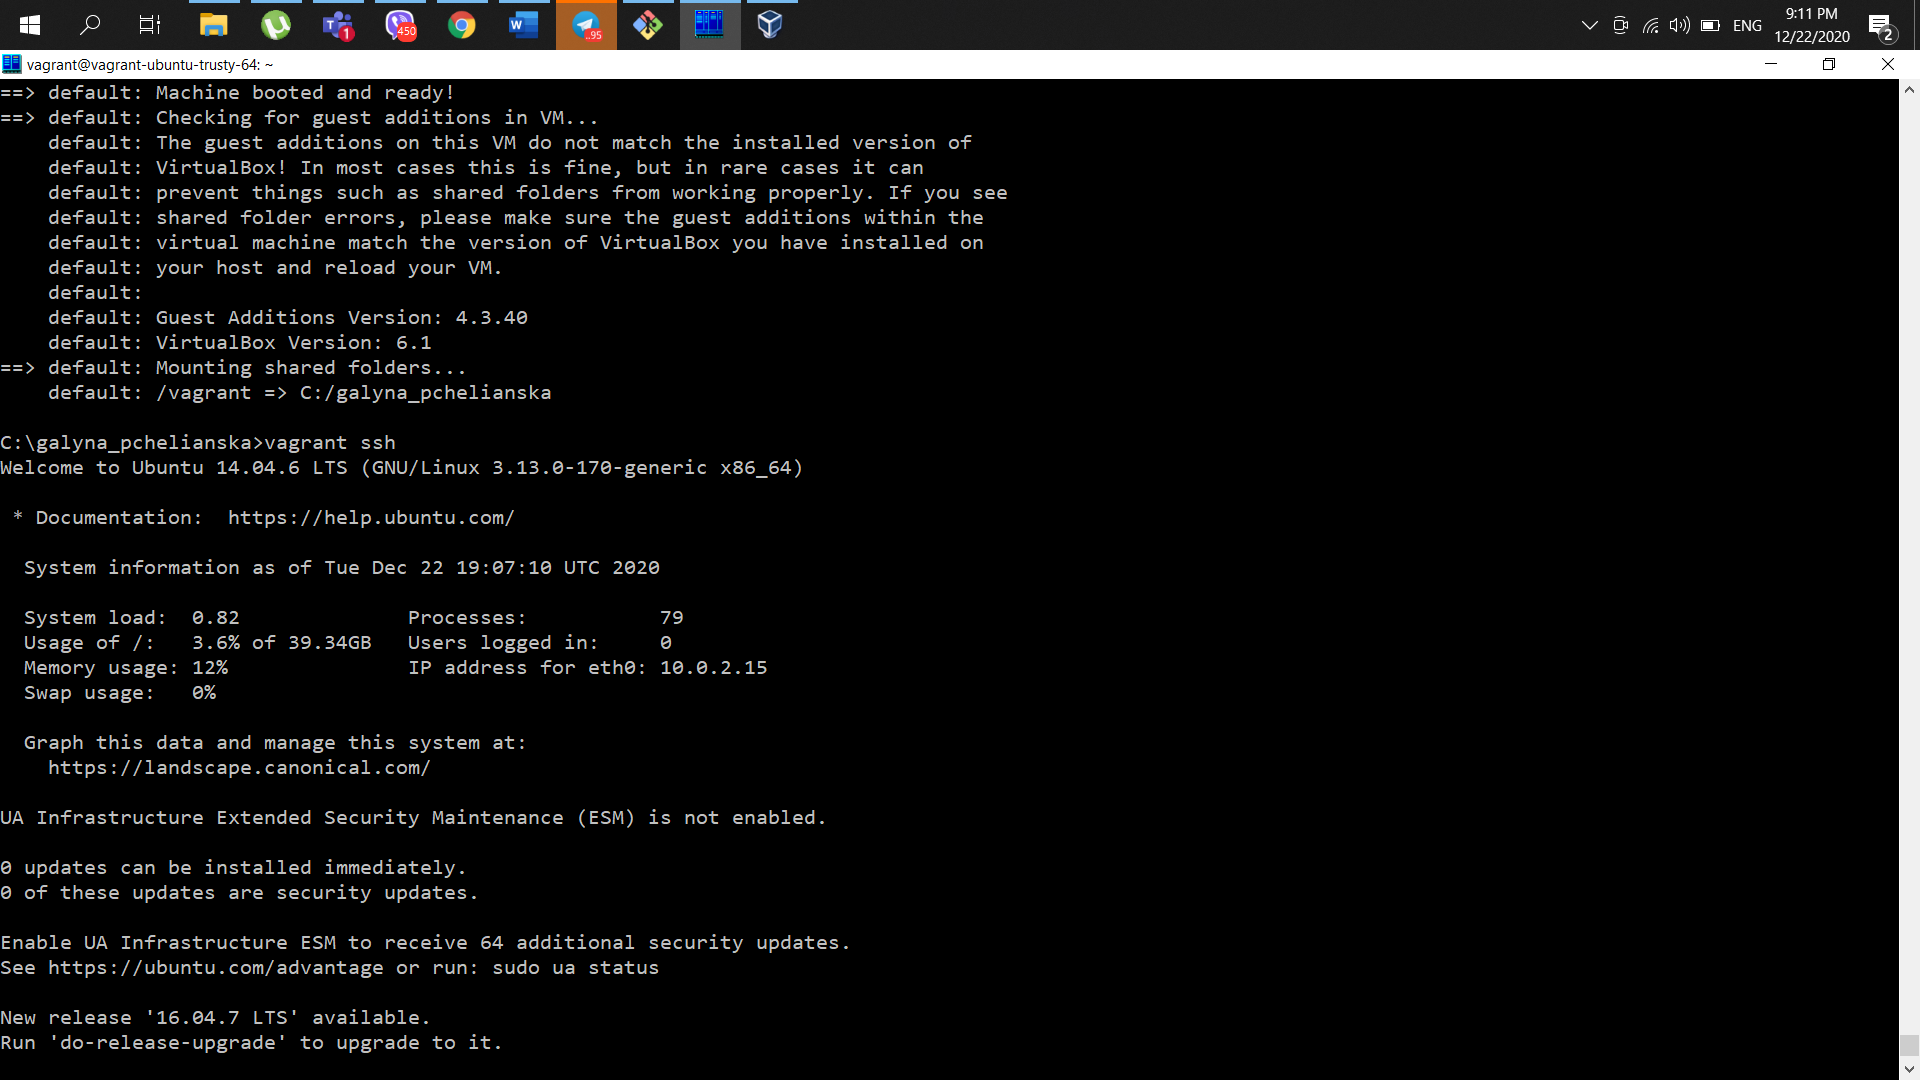 1
450
W
..95
ENG
9:11 PM
12/22/2020
2
vagrant@vagrant-ubuntu-trusty-64: ~
==> default: Machine booted and ready!
==> default: Checking for guest additions in VM...
    default: The guest additions on this VM do not match the installed version of
    default: VirtualBox! In most cases this is fine, but in rare cases it can
    default: prevent things such as shared folders from working properly. If you see
    default: shared folder errors, please make sure the guest additions within the
    default: virtual machine match the version of VirtualBox you have installed on
    default: your host and reload your VM.
    default:
    default: Guest Additions Version: 4.3.40
    default: VirtualBox Version: 6.1
==> default: Mounting shared folders...
    default: /vagrant => C:/galyna_pchelianska
C:\galyna_pchelianska>vagrant ssh
Welcome to Ubuntu 14.04.6 LTS (GNU/Linux 3.13.0-170-generic x86_64)
 * Documentation:  https://help.ubuntu.com/
  System information as of Tue Dec 22 19:07:10 UTC 2020
  System load:  0.82              Processes:           79
  Usage of /:   3.6% of 39.34GB   Users logged in:     0
  Memory usage: 12%               IP address for eth0: 10.0.2.15
  Swap usage:   0%
  Graph this data and manage this system at:
    https://landscape.canonical.com/
UA Infrastructure Extended Security Maintenance (ESM) is not enabled.
0 updates can be installed immediately.
0 of these updates are security updates.
Enable UA Infrastructure ESM to receive 64 additional security updates.
See https://ubuntu.com/advantage or run: sudo ua status
New release '16.04.7 LTS' available.
Run 'do-release-upgrade' to upgrade to it.